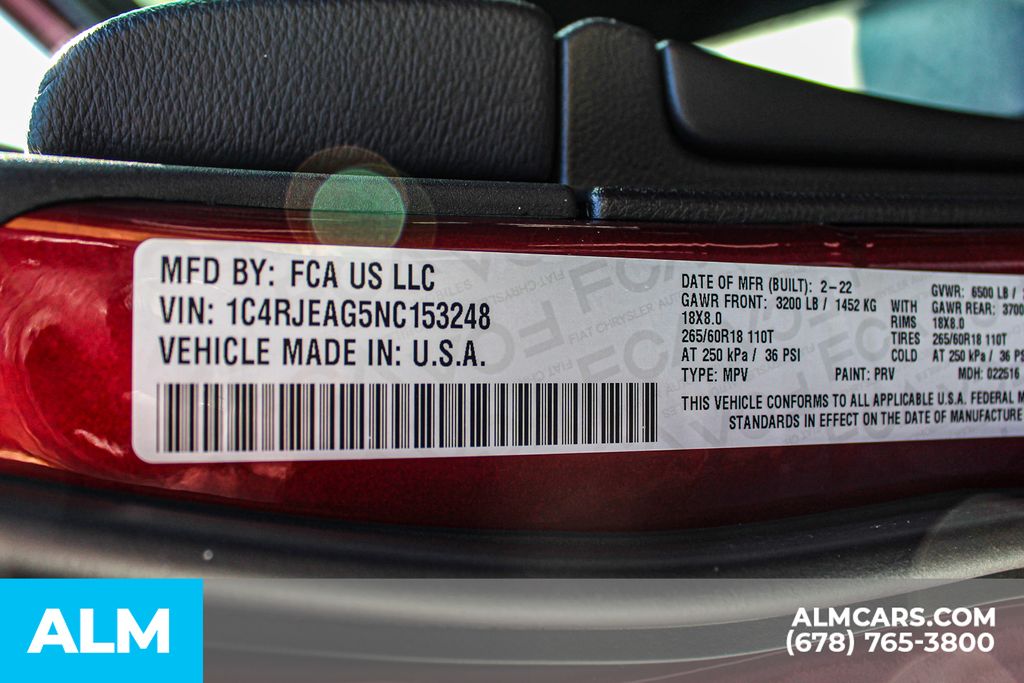 MFD BY: FCA US LLC
VIN: 1C4RJEAG5NC153248
VEHICLE MADE IN: U.S.A.
DATE OF MFR (BUILT): 2-22
GVWR: 6500 LB /
GAWR FRONT: 3200 LB / 1452 KG WITH GAWR REAR: 3700
18X8.0 RIMS 18X8.0
265/60R18 110T TIRES 265/60R18 110T
AT 250 kPa / 36 PSI COLD AT 250 kPa / 36 PS
TYPE: MPV PAINT: PRV MDH: 022516
THIS VEHICLE CONFORMS TO ALL APPLICABLE U.S.A. FEDERAL M
STANDARDS IN EFFECT ON THE DATE OF MANUFACTURE
ALM
ALMCARS.COM
(678) 765-3800